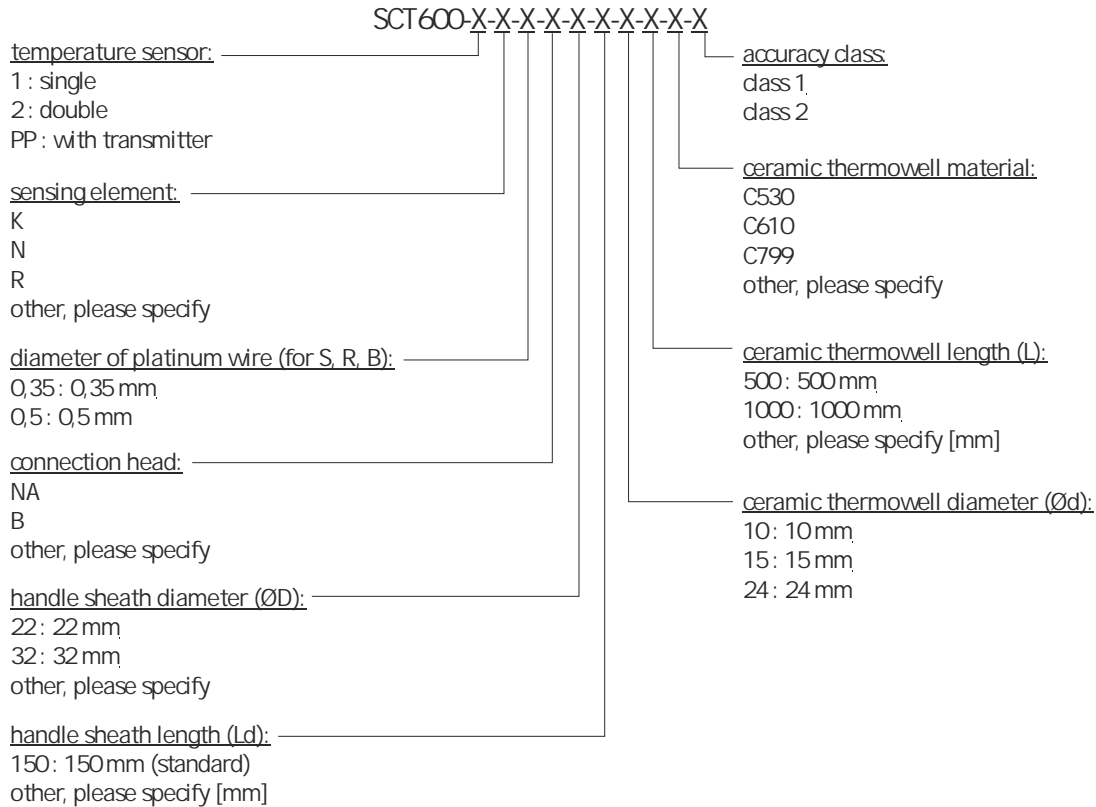 SCT600-X-X-X-X-X-X-X-X-X-X
temperature sensor:
1 : single
2 : double
PP : with transmitter
sensing element:
K
N
R
other, please specify
diameter of platinum wire (for S, R, B):
0,35 : 0,35 mm
0,5 : 0,5 mm
connection head:
NA
B
other, please specify
handle sheath diameter (ØD):
22 : 22 mm
32 : 32 mm
other, please specify
handle sheath length (Ld):
150 : 150 mm (standard)
other, please specify [mm]
accuracy class:
class 1
class 2
ceramic thermowell material:
C530
C610
C799
other, please specify
ceramic thermowell length (L):
500 : 500 mm
1000 : 1000 mm
other, please specify [mm]
ceramic thermowell diameter (Ød):
10 : 10 mm
15 : 15 mm
24 : 24 mm